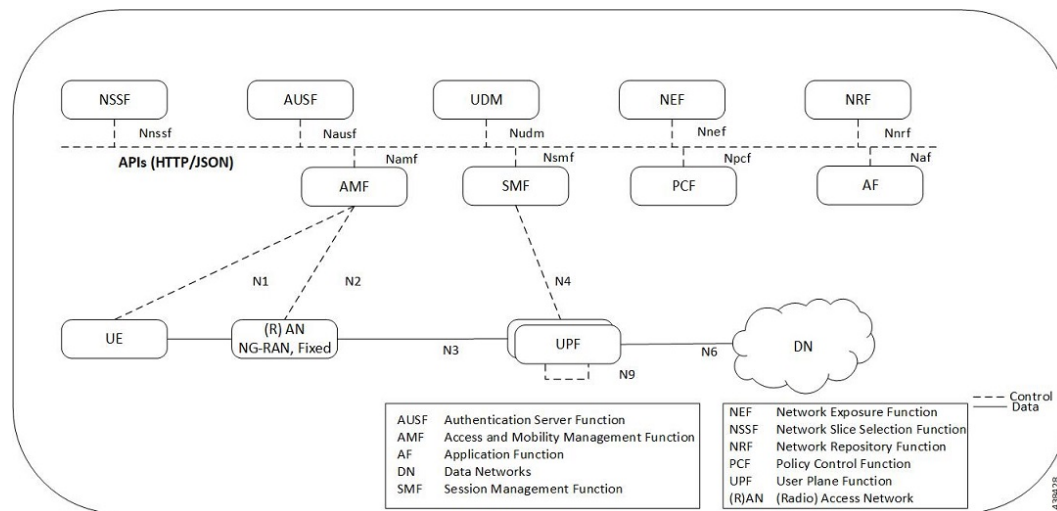 NSSF
AUSF
UDM
NEF
NRF
Nnssf
Nausf
Nudm
Nnef
Nnrf
APIs (HTTP/JSON)
Namf
Nsmf
Npcf
Naf
AMF
SMF
PCF
AF
N1
N2
N4
UE
(R) AN
NG-RAN, Fixed
N3
UPF
N6
DN
N9
Control
Data
AUSF Authentication Server Function
AMF Access and Mobility Management Function
AF Application Function
DN Data Networks
SMF Session Management Function
NEF Network Exposure Function
NSSF Network Slice Selection Function
NRF Network Repository Function
PCF Policy Control Function
UPF User Plane Function
(R)AN (Radio) Access Network